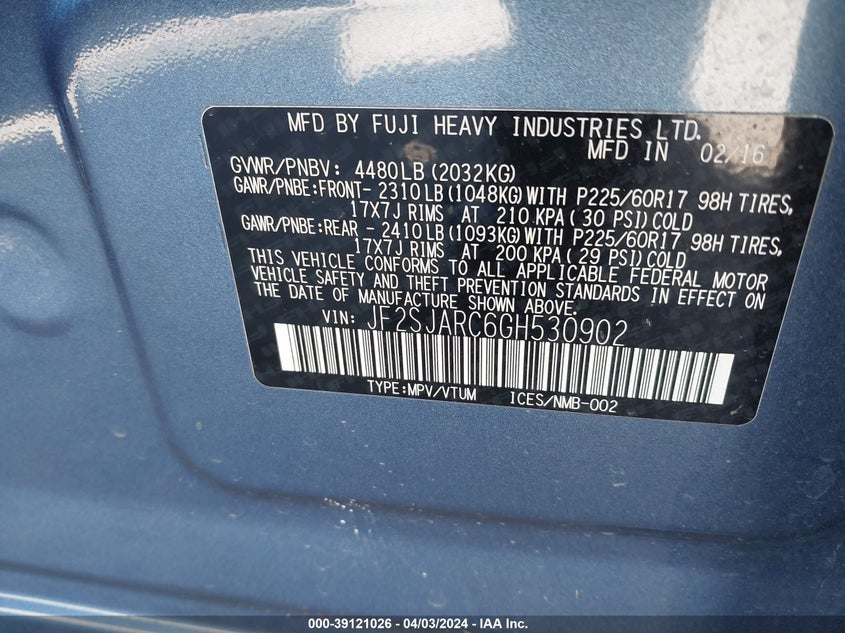 MFD BY FUJI HEAVY INDUSTRIES LTD.
MFD IN 02/16
GVWR/PNBV: 4480LB(2032KG)
GAWR/PNBE:FRONT- 2310LB(1048KG)WITH P225/60R17 98H TIRES,
17X7J RIMS AT 210 KPA(30 PSI)COLD
GAWR/PNBE:REAR - 2410LB(1093KG)WITH P225/60R17 98H TIRES,
17X7J RIMS AT 200 KPA(29 PSI)COLD
THIS VEHICLE CONFORMS TO ALL APPLICABLE FEDERAL MOTOR
VEHICLE SAFETY AND THEFT PREVENTION STANDARDS IN EFFECT ON
THE DATE OF MANUFACTURE SHOWN ABOVE.
VIN: JF2SJARC6GH530902
TYPE:MPV/VTUM ICES/NMB-002
000-39121026 - 04/03/2024 - IAA Inc.